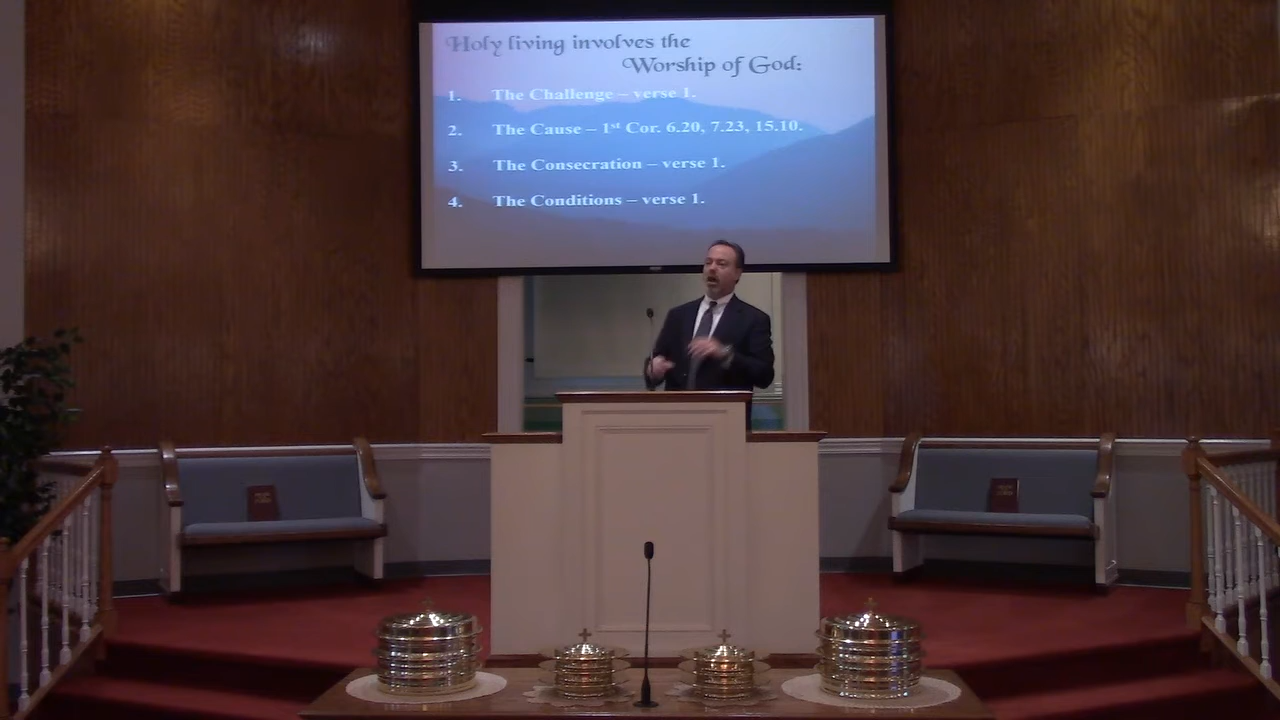 Holy living involves the
Worship of God:
1. The Challenge – verse 1.
2. The Cause – 1st Cor. 6.20, 7.23, 15.10.
3. The Consecration – verse 1.
4. The Conditions – verse 1.